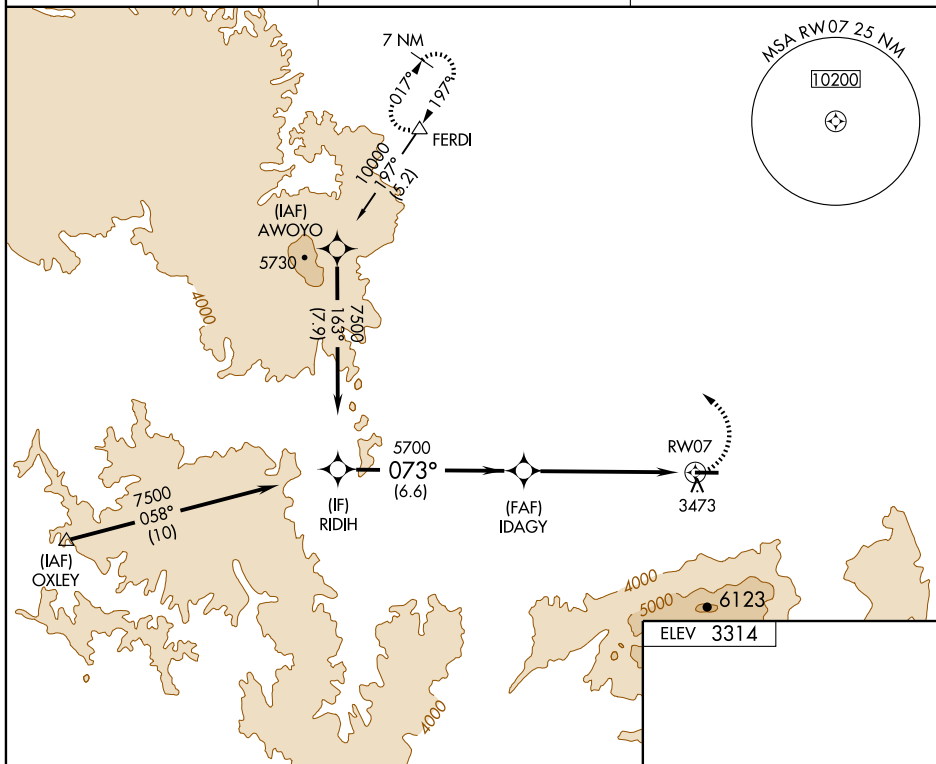 7 NM
017°
197°
FERDI
MSA RW07 25 NM
10200
10000
197°
(5.2)
(IAF)
AWOYO
5730
4000
7500
163°
(7.9)
5700
073°
(6.6)
(IF)
RIDIH
(FAF)
IDAGY
RW07
3473
7500
058°
(10)
(IAF)
OXLEY
4000
5000
6123
ELEV 3314
4000